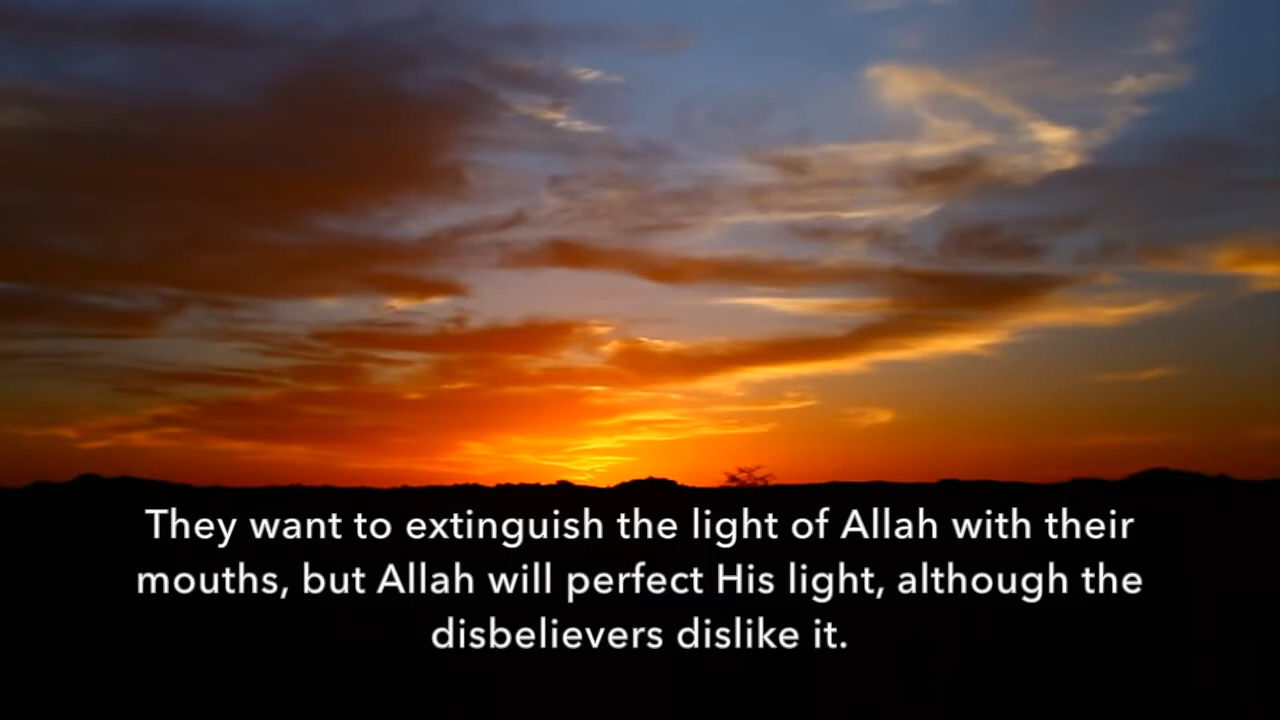 They want to extinguish the light of Allah with their
mouths, but Allah will perfect His light, although the
disbelievers dislike it.